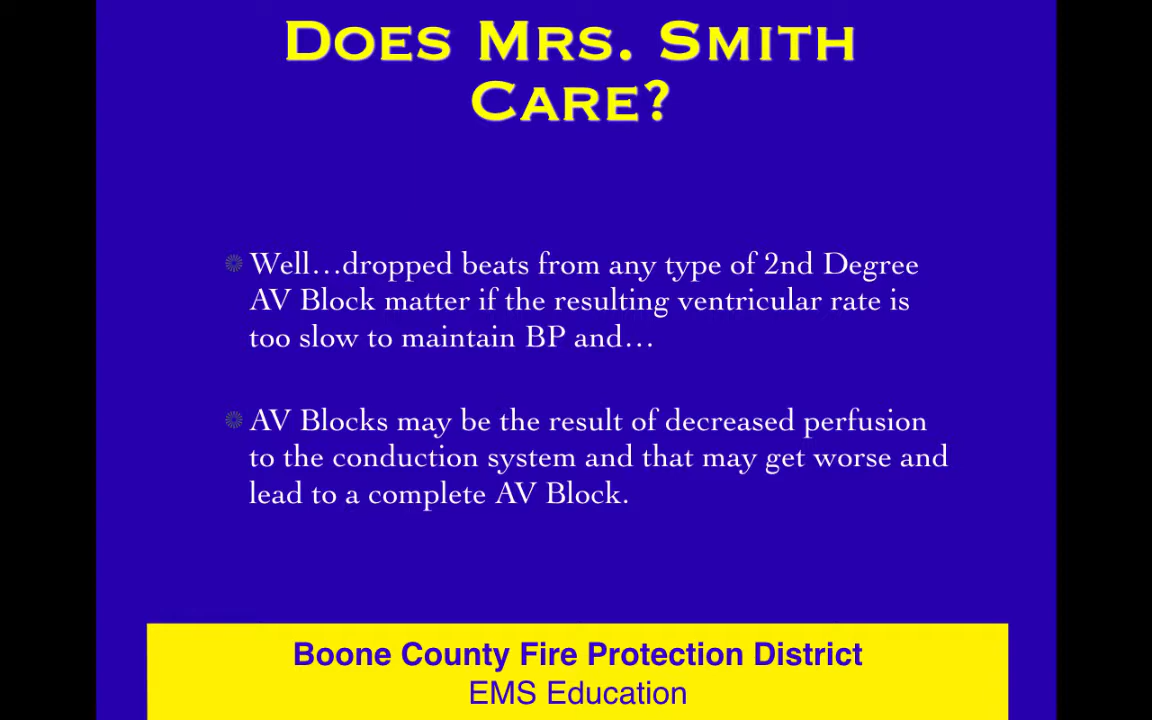 Does Mrs. Smith
Care?
Well…dropped beats from any type of 2nd Degree
AV Block matter if the resulting ventricular rate is
too slow to maintain BP and…
AV Blocks may be the result of decreased perfusion
to the conduction system and that may get worse and
lead to a complete AV Block.
Boone County Fire Protection District
EMS Education